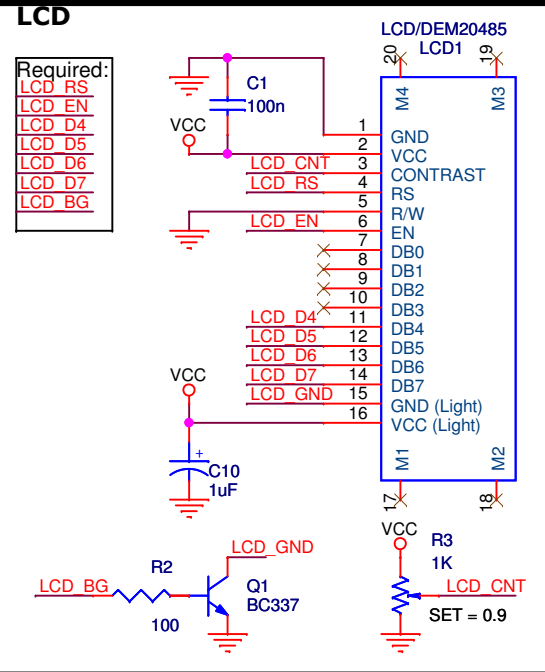 LCD
Required:
LCD_RS
LCD_EN
LCD_D4
LCD_D5
LCD_D6
LCD_D7
LCD_BG
LCD/DEM20485
LCD1
20
19
M4
M3
C1
100n
VCC
1
GND
2
VCC
LCD_CNT
3
CONTRAST
LCD_RS
4
RS
5
R/W
LCD_EN
6
EN
7
DB0
8
DB1
9
DB2
10
DB3
LCD_D4
11
DB4
LCD_D5
12
DB5
LCD_D6
13
DB6
LCD_D7
14
DB7
LCD_GND
15
GND (Light)
16
VCC (Light)
VCC
+
C10
1uF
M1
M2
17
18
LCD_GND
R2
LCD_BG
100
Q1
BC337
VCC
R3
1K
LCD_CNT
SET = 0.9